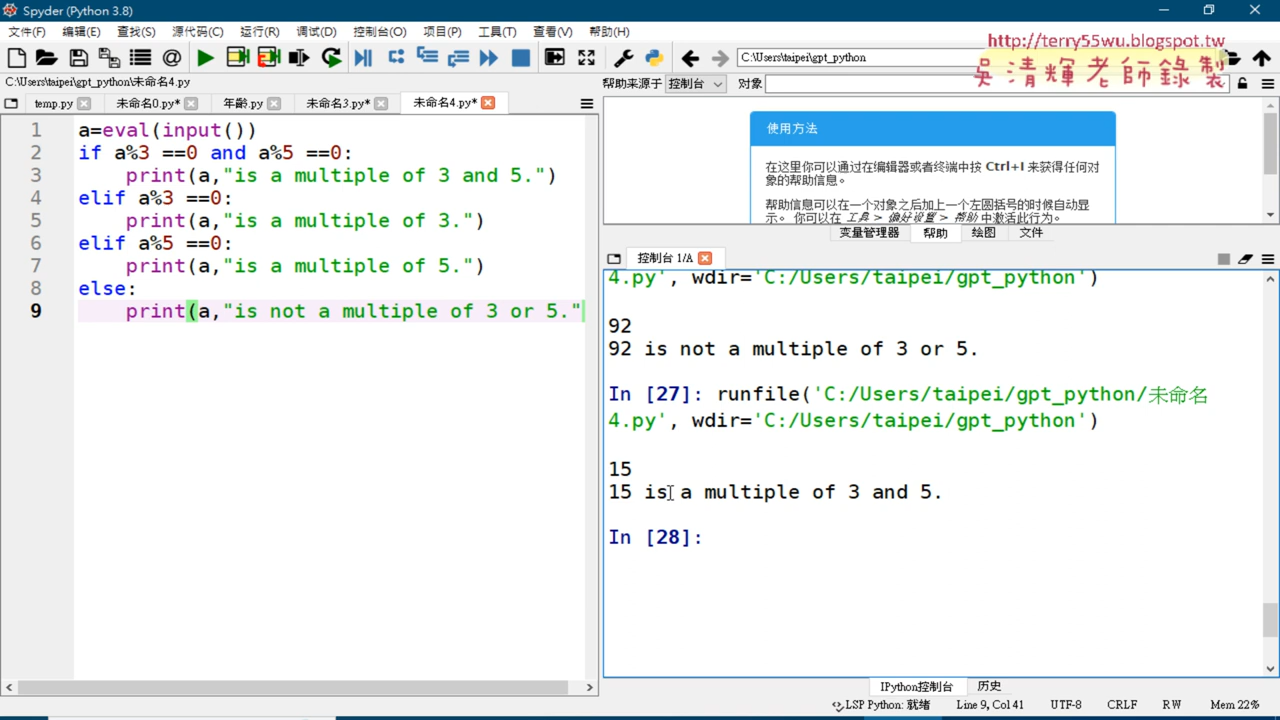 Spyder (Python 3.8)
文件(F) 编辑(E) 查找(S) 源代码(C) 运行(R) 调试(D) 控制台(O) 项目(P) 工具(T) 查看(V) 帮助(H)
http://terry55wu.blogspot.tw
吳清輝老師錄製
C:\Users\taipei\gpt_python
C:\Users\taipei\gpt_python\未命名4.py
帮助来源于 控制台 对象
temp.py 未命名0.py* 年龄.py 未命名3.py* 未命名4.py*
1 a=eval(input())
2 if a%3 ==0 and a%5 ==0:
3 print(a,"is a multiple of 3 and 5.")
4 elif a%3 ==0:
5 print(a,"is a multiple of 3.")
6 elif a%5 ==0:
7 print(a,"is a multiple of 5.")
8 else:
9 print(a,"is not a multiple of 3 or 5."
使用方法
在这里你可以通过在编辑器或者终端中按 Ctrl+I 来获得任何对
象的帮助信息。
帮助信息可以在一个对象之后加上一个左圆括号的时候自动显
示。 你可以在 工具 > 偏好设置 > 帮助 中激活此行为。
变量管理器 帮助 绘图 文件
控制台 1/A
4.py', wdir='C:/Users/taipei/gpt_python')
92
92 is not a multiple of 3 or 5.
In [27]: runfile('C:/Users/taipei/gpt_python/未命名
4.py', wdir='C:/Users/taipei/gpt_python')
15
15 is a multiple of 3 and 5.
In [28]:
IPython控制台 历史
LSP Python: 就绪 Line 9, Col 41 UTF-8 CRLF RW Mem 22%